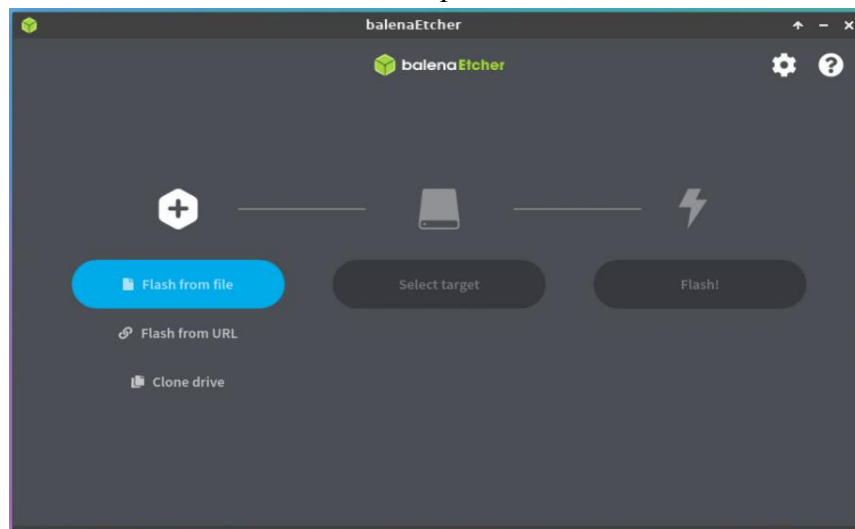 balenaEtcher
balenaEtcher
Flash from file
Select target
Flash!
Flash from URL
Clone drive